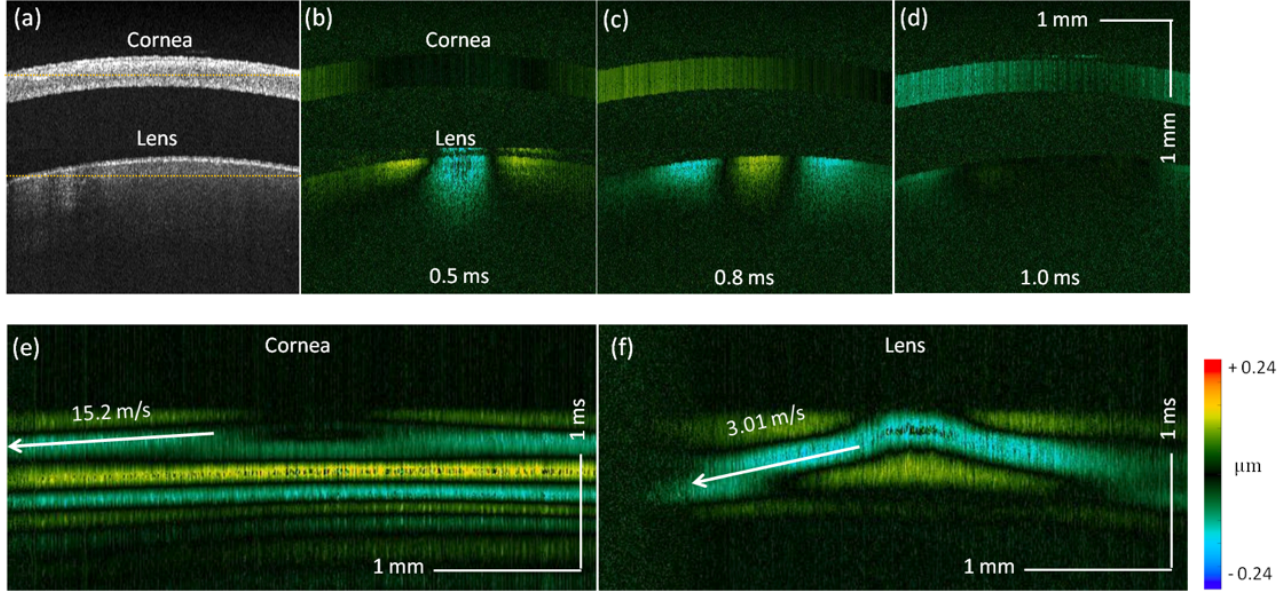 (a)
Cornea
Lens
(b)
Cornea
Lens
0.5 ms
(c)
0.8 ms
(d)
1 mm
1 mm
1.0 ms
(e)
Cornea
15.2 m/s
1 ms
1 mm
(f)
Lens
3.01 m/s
1 ms
1 mm
+ 0.24
μm
- 0.24